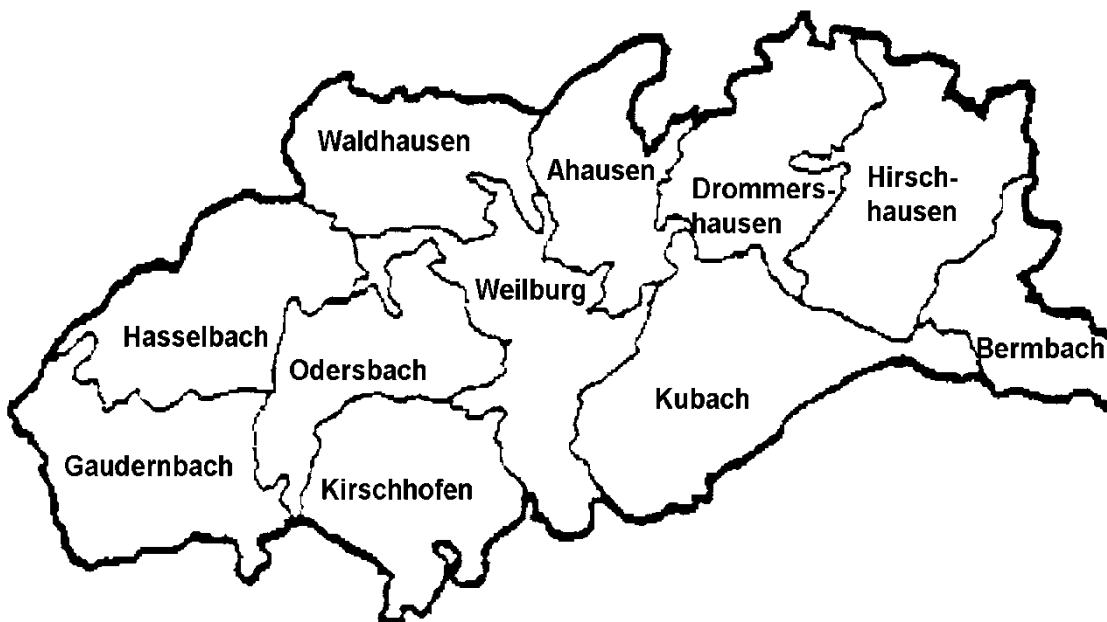 Waldhausen
Ahausen
Drommers-
hausen
Hirsch-
hausen
Weilburg
Hasselbach
Odersbach
Bermbach
Kubach
Gaudernbach
Kirschhofen